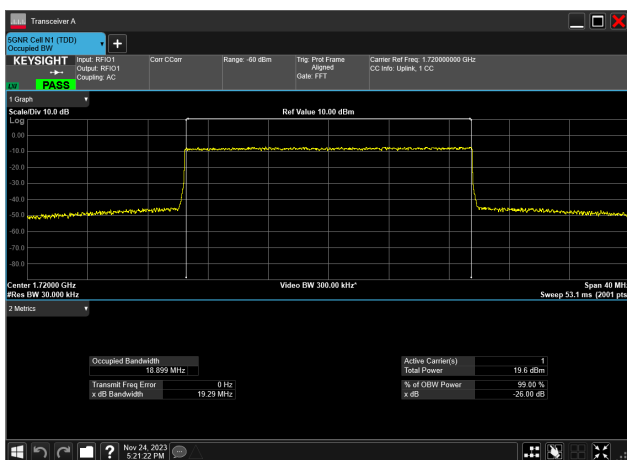 Transceiver A
5GNR Cell N1 (TDD)
Occupied BW
KEYSIGHT
LXI
PASS
Input: RFIO1
Output: RFIO1
Coupling: AC
Corr CCorr
Range: -60 dBm
Trig: Prot Frame
Aligned
Gate: FFT
Carrier Ref Freq: 1.720000000 GHz
CC Info: Uplink, 1 CC
1 Graph
Scale/Div 10.0 dB
Ref Value 10.00 dBm
Log
0.00
-10.0
-20.0
-30.0
-40.0
-50.0
-60.0
-70.0
-80.0
Center 1.72000 GHz
Video BW 300.00 kHz*
Span 40 MH
#Res BW 30.000 kHz
Sweep 53.1 ms (2001 pts
2 Metrics
Occupied Bandwidth
18.899 MHz
Transmit Freq Error 0 Hz
x dB Bandwidth 19.29 MHz
Active Carrier(s) 1
Total Power 19.6 dBm
% of OBW Power 99.00 %
x dB -26.00 dB
?
Nov 24, 2023
5:21:22 PM